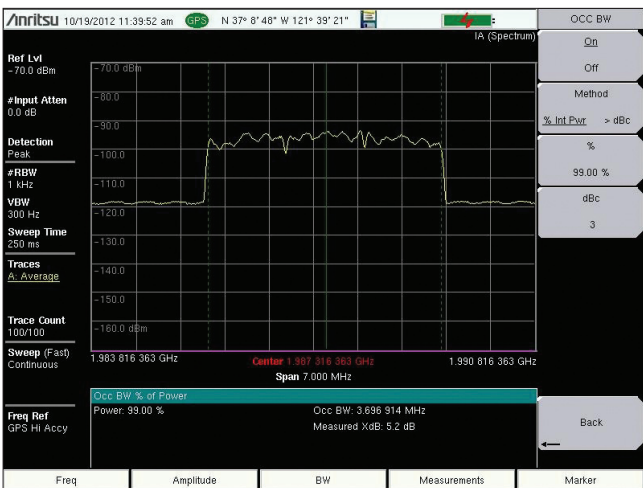 Anritsu 10/19/2012 11:39:52 am GPS N 37° 8' 48" W 121° 39' 21"
OCC BW
IA (Spectrum)
On
Off
Ref Lvl
-70.0 dBm
-70.0 dBm
#Input Atten
0.0 dB
-80.0
Method
% Int Pwr > dBc
-90.0
Detection
Peak
-100.0
%
99.00 %
#RBW
1 kHz
-110.0
VBW
300 Hz
-120.0
dBc
3
Sweep Time
250 ms
-130.0
Traces
A: Average
-140.0
-150.0
Trace Count
100/100
-160.0 dBm
Sweep (Fast)
Continuous
1.983 816 363 GHz
Center 1.987 316 363 GHz
1.990 816 363 GHz
Span 7.000 MHz
Occ BW % of Power
Power: 99.00 %
Occ BW: 3.696 914 MHz
Measured XdB: 5.2 dB
Freq Ref
GPS Hi Accy
Back
Freq
Amplitude
BW
Measurements
Marker